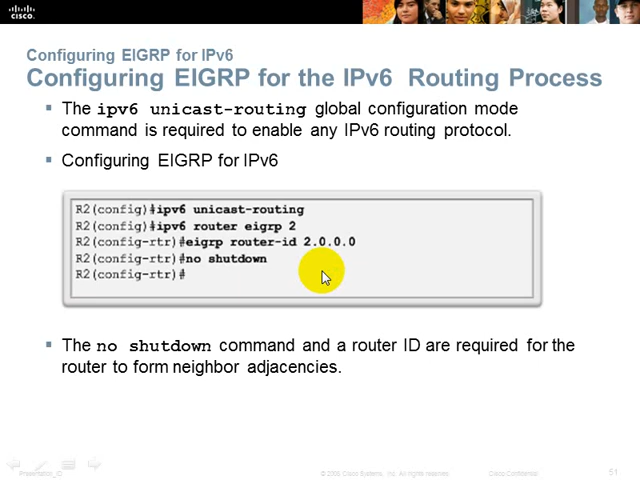 CISCO
Configuring EIGRP for IPv6
Configuring EIGRP for the IPv6 Routing Process
The ipv6 unicast-routing global configuration mode
command is required to enable any IPv6 routing protocol.
Configuring EIGRP for IPv6
R2(config)#ipv6 unicast-routing
R2(config)#ipv6 router eigrp 2
R2(config-rtr)#eigrp router-id 2.0.0.0
R2(config-rtr)#no shutdown
R2(config-rtr)#
The no shutdown command and a router ID are required for the
router to form neighbor adjacencies.
Presentation_ID
© 2008 Cisco Systems, Inc. All rights reserved.
Cisco Confidential
51